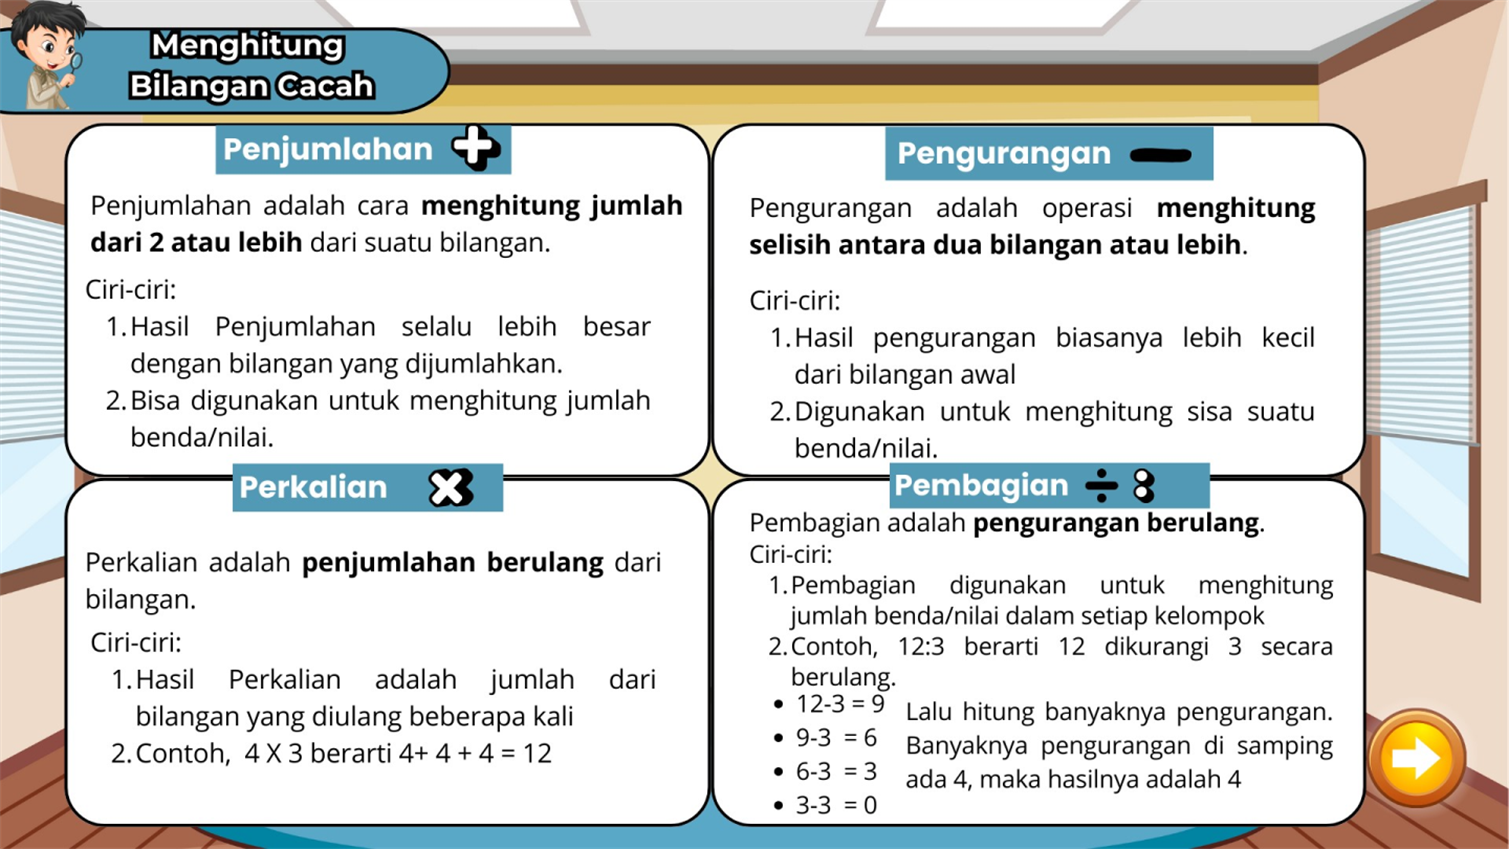 Menghitung
Bilangan Cacah
Penjumlahan +
Penjumlahan adalah cara menghitung jumlah
dari 2 atau lebih dari suatu bilangan.
Ciri-ciri:
1. Hasil Penjumlahan selalu lebih besar
dengan bilangan yang dijumlahkan.
2. Bisa digunakan untuk menghitung jumlah
benda/nilai.
Pengurangan —
Pengurangan adalah operasi menghitung
selisih antara dua bilangan atau lebih.
Ciri-ciri:
1. Hasil pengurangan biasanya lebih kecil
dari bilangan awal
2. Digunakan untuk menghitung sisa suatu
benda/nilai.
Perkalian ×
Perkalian adalah penjumlahan berulang dari
bilangan.
Ciri-ciri:
1. Hasil Perkalian adalah jumlah dari
bilangan yang diulang beberapa kali
2. Contoh, 4 X 3 berarti 4+ 4 + 4 = 12
Pembagian ÷ :
Pembagian adalah pengurangan berulang.
Ciri-ciri:
1. Pembagian digunakan untuk menghitung
jumlah benda/nilai dalam setiap kelompok
2. Contoh, 12:3 berarti 12 dikurangi 3 secara
berulang.
• 12-3 = 9
• 9-3 = 6
• 6-3 = 3
• 3-3 = 0
Lalu hitung banyaknya pengurangan.
Banyaknya pengurangan di samping
ada 4, maka hasilnya adalah 4